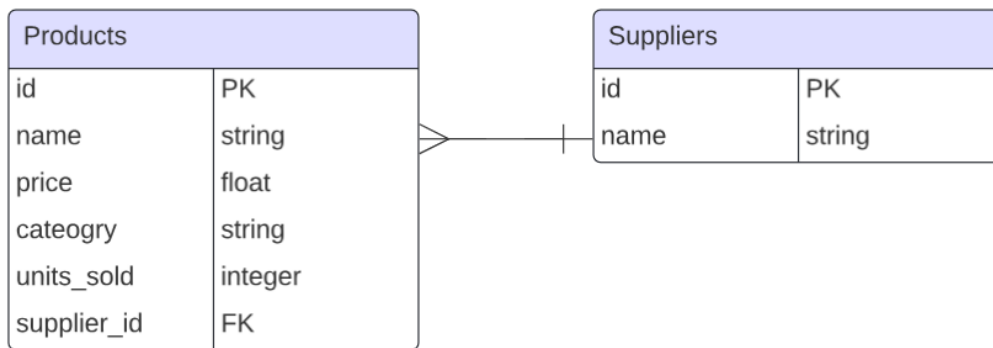 Products
id PK
name string
price float
cateogry string
units_sold integer
supplier_id FK
Suppliers
id PK
name string